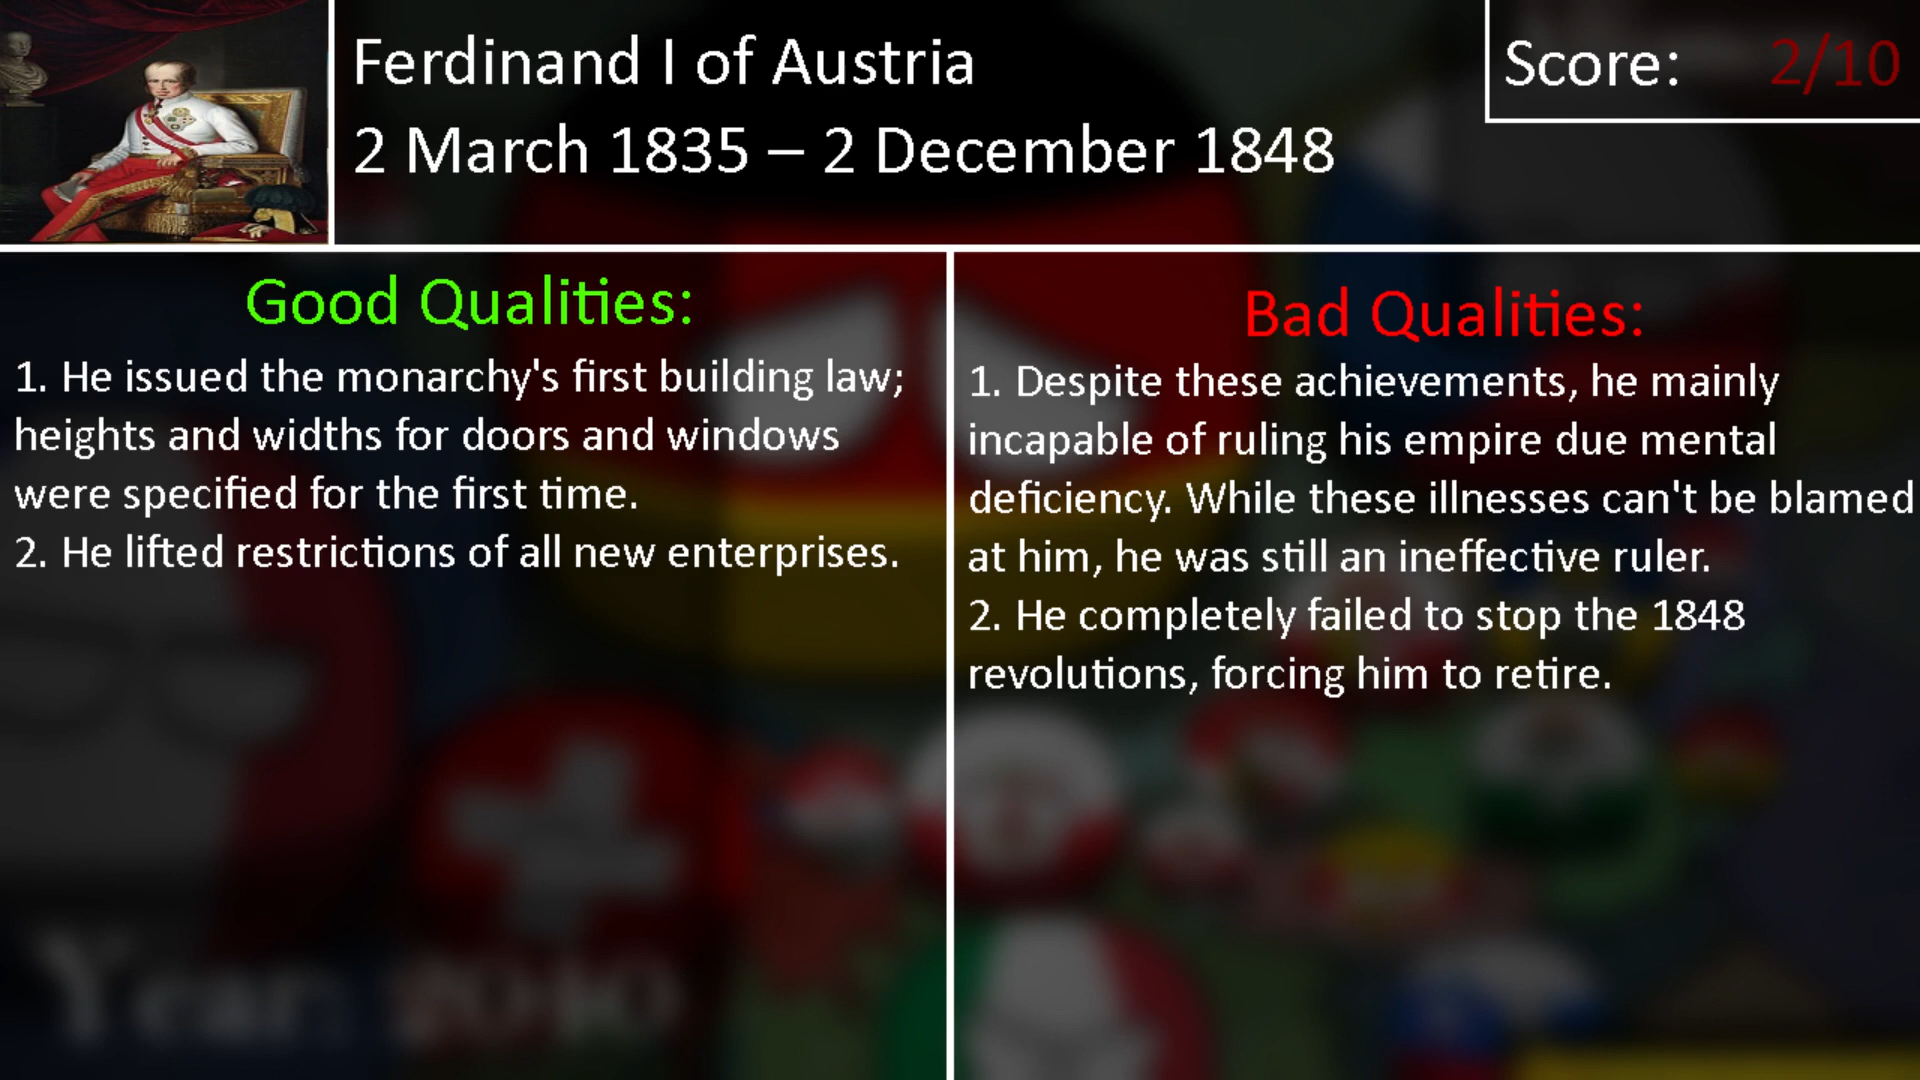 Ferdinand I of Austria
2 March 1835 – 2 December 1848
Score: 2/10
Good Qualities:
1. He issued the monarchy's first building law;
heights and widths for doors and windows
were specified for the first time.
2. He lifted restrictions of all new enterprises.
Bad Qualities:
1. Despite these achievements, he mainly
incapable of ruling his empire due mental
deficiency. While these illnesses can't be blamed
at him, he was still an ineffective ruler.
2. He completely failed to stop the 1848
revolutions, forcing him to retire.
Year: